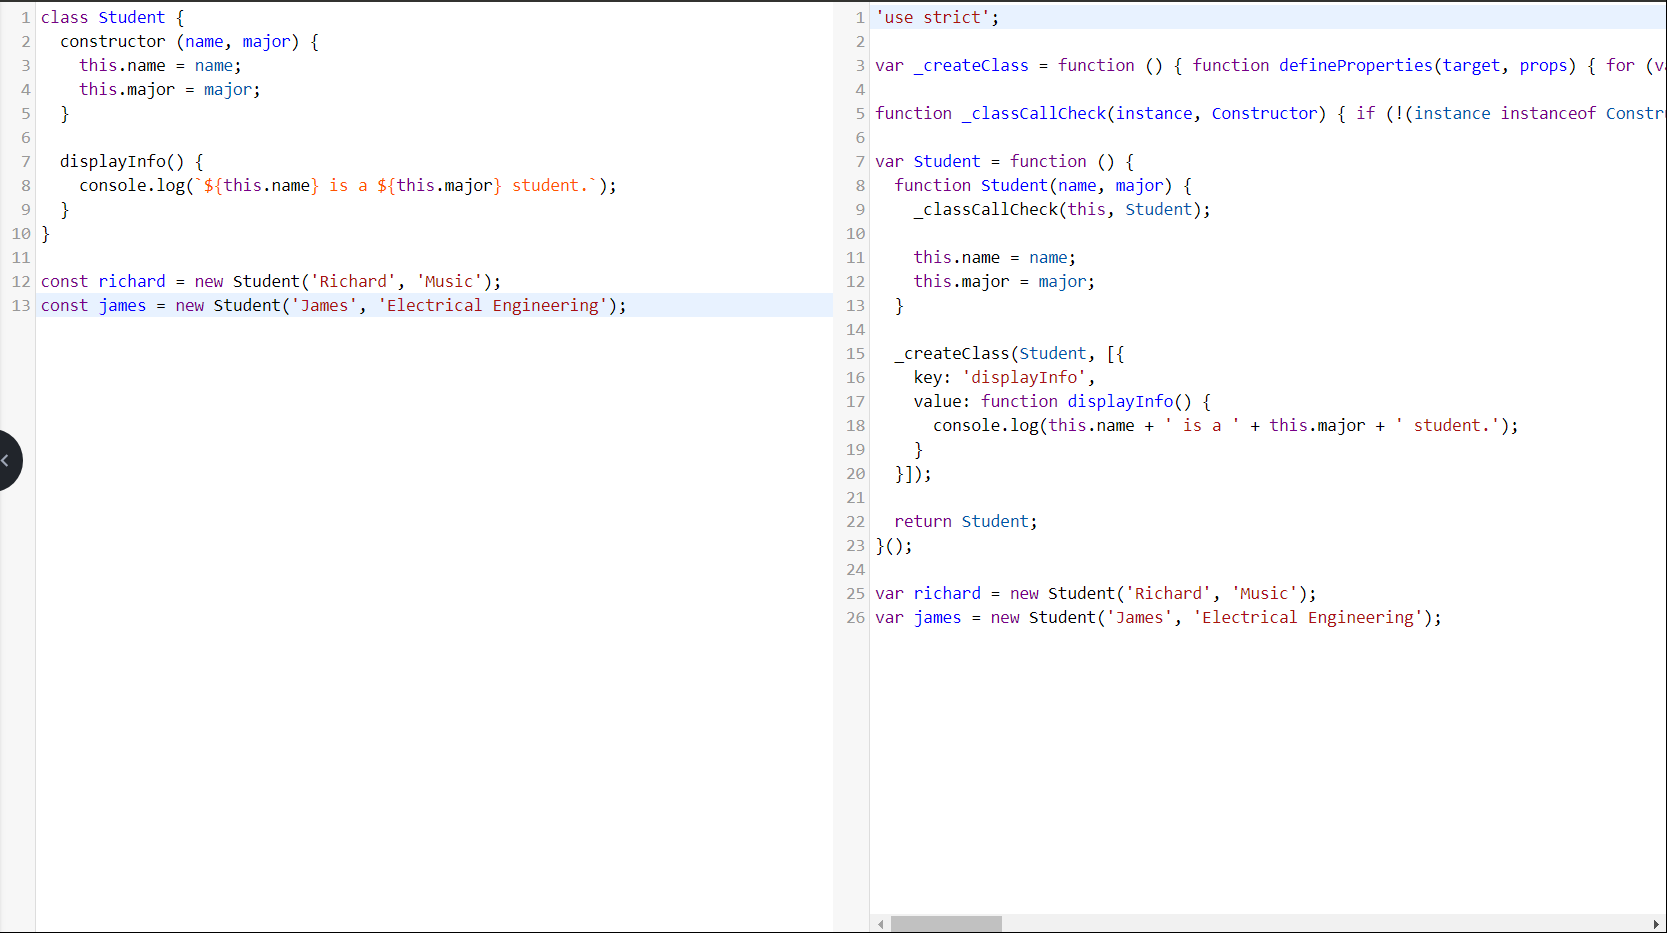 1 class Student {
2   constructor (name, major) {
3     this.name = name;
4     this.major = major;
5   }
6
7   displayInfo() {
8     console.log(`${this.name} is a ${this.major} student.`);
9   }
10 }
11
12 const richard = new Student('Richard', 'Music');
13 const james = new Student('James', 'Electrical Engineering');
1 'use strict';
2
3 var _createClass = function () { function defineProperties(target, props) { for (va
4
5 function _classCallCheck(instance, Constructor) { if (!(instance instanceof Constr
6
7 var Student = function () {
8   function Student(name, major) {
9     _classCallCheck(this, Student);
10
11     this.name = name;
12     this.major = major;
13   }
14
15   _createClass(Student, [{
16     key: 'displayInfo',
17     value: function displayInfo() {
18       console.log(this.name + ' is a ' + this.major + ' student.');
19     }
20   }]);
21
22   return Student;
23 }();
24
25 var richard = new Student('Richard', 'Music');
26 var james = new Student('James', 'Electrical Engineering');